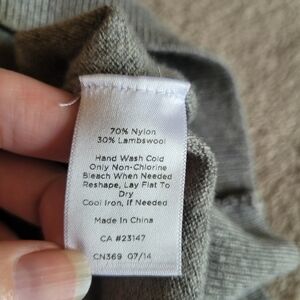 70% Nylon
30% Lambswool
Hand Wash Cold
Only Non-Chlorine
Bleach When Needed
Reshape, Lay Flat To
Dry
Cool Iron, If Needed
Made In China
CA #23147
CN369 07/14